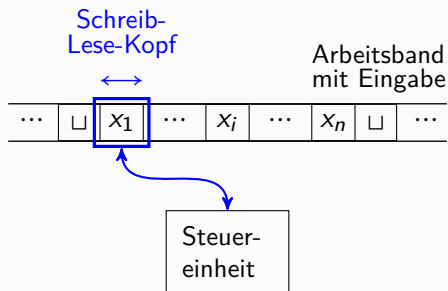 Schreib-
Lese-Kopf
Arbeitsband
mit Eingabe
... ⊔ x₁ ... xᵢ ... xₙ ⊔ ...
Steuer-
einheit